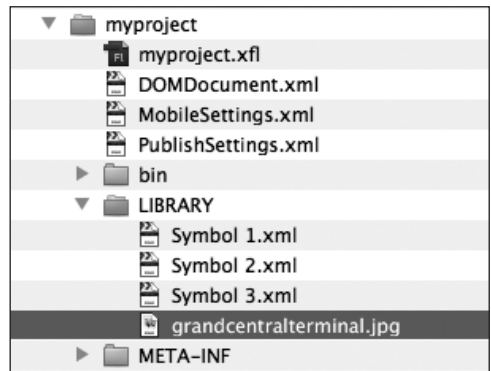 myproject
myproject.xfl
DOMDocument.xml
MobileSettings.xml
PublishSettings.xml
bin
LIBRARY
Symbol 1.xml
Symbol 2.xml
Symbol 3.xml
grandcentralterminal.jpg
META-INF